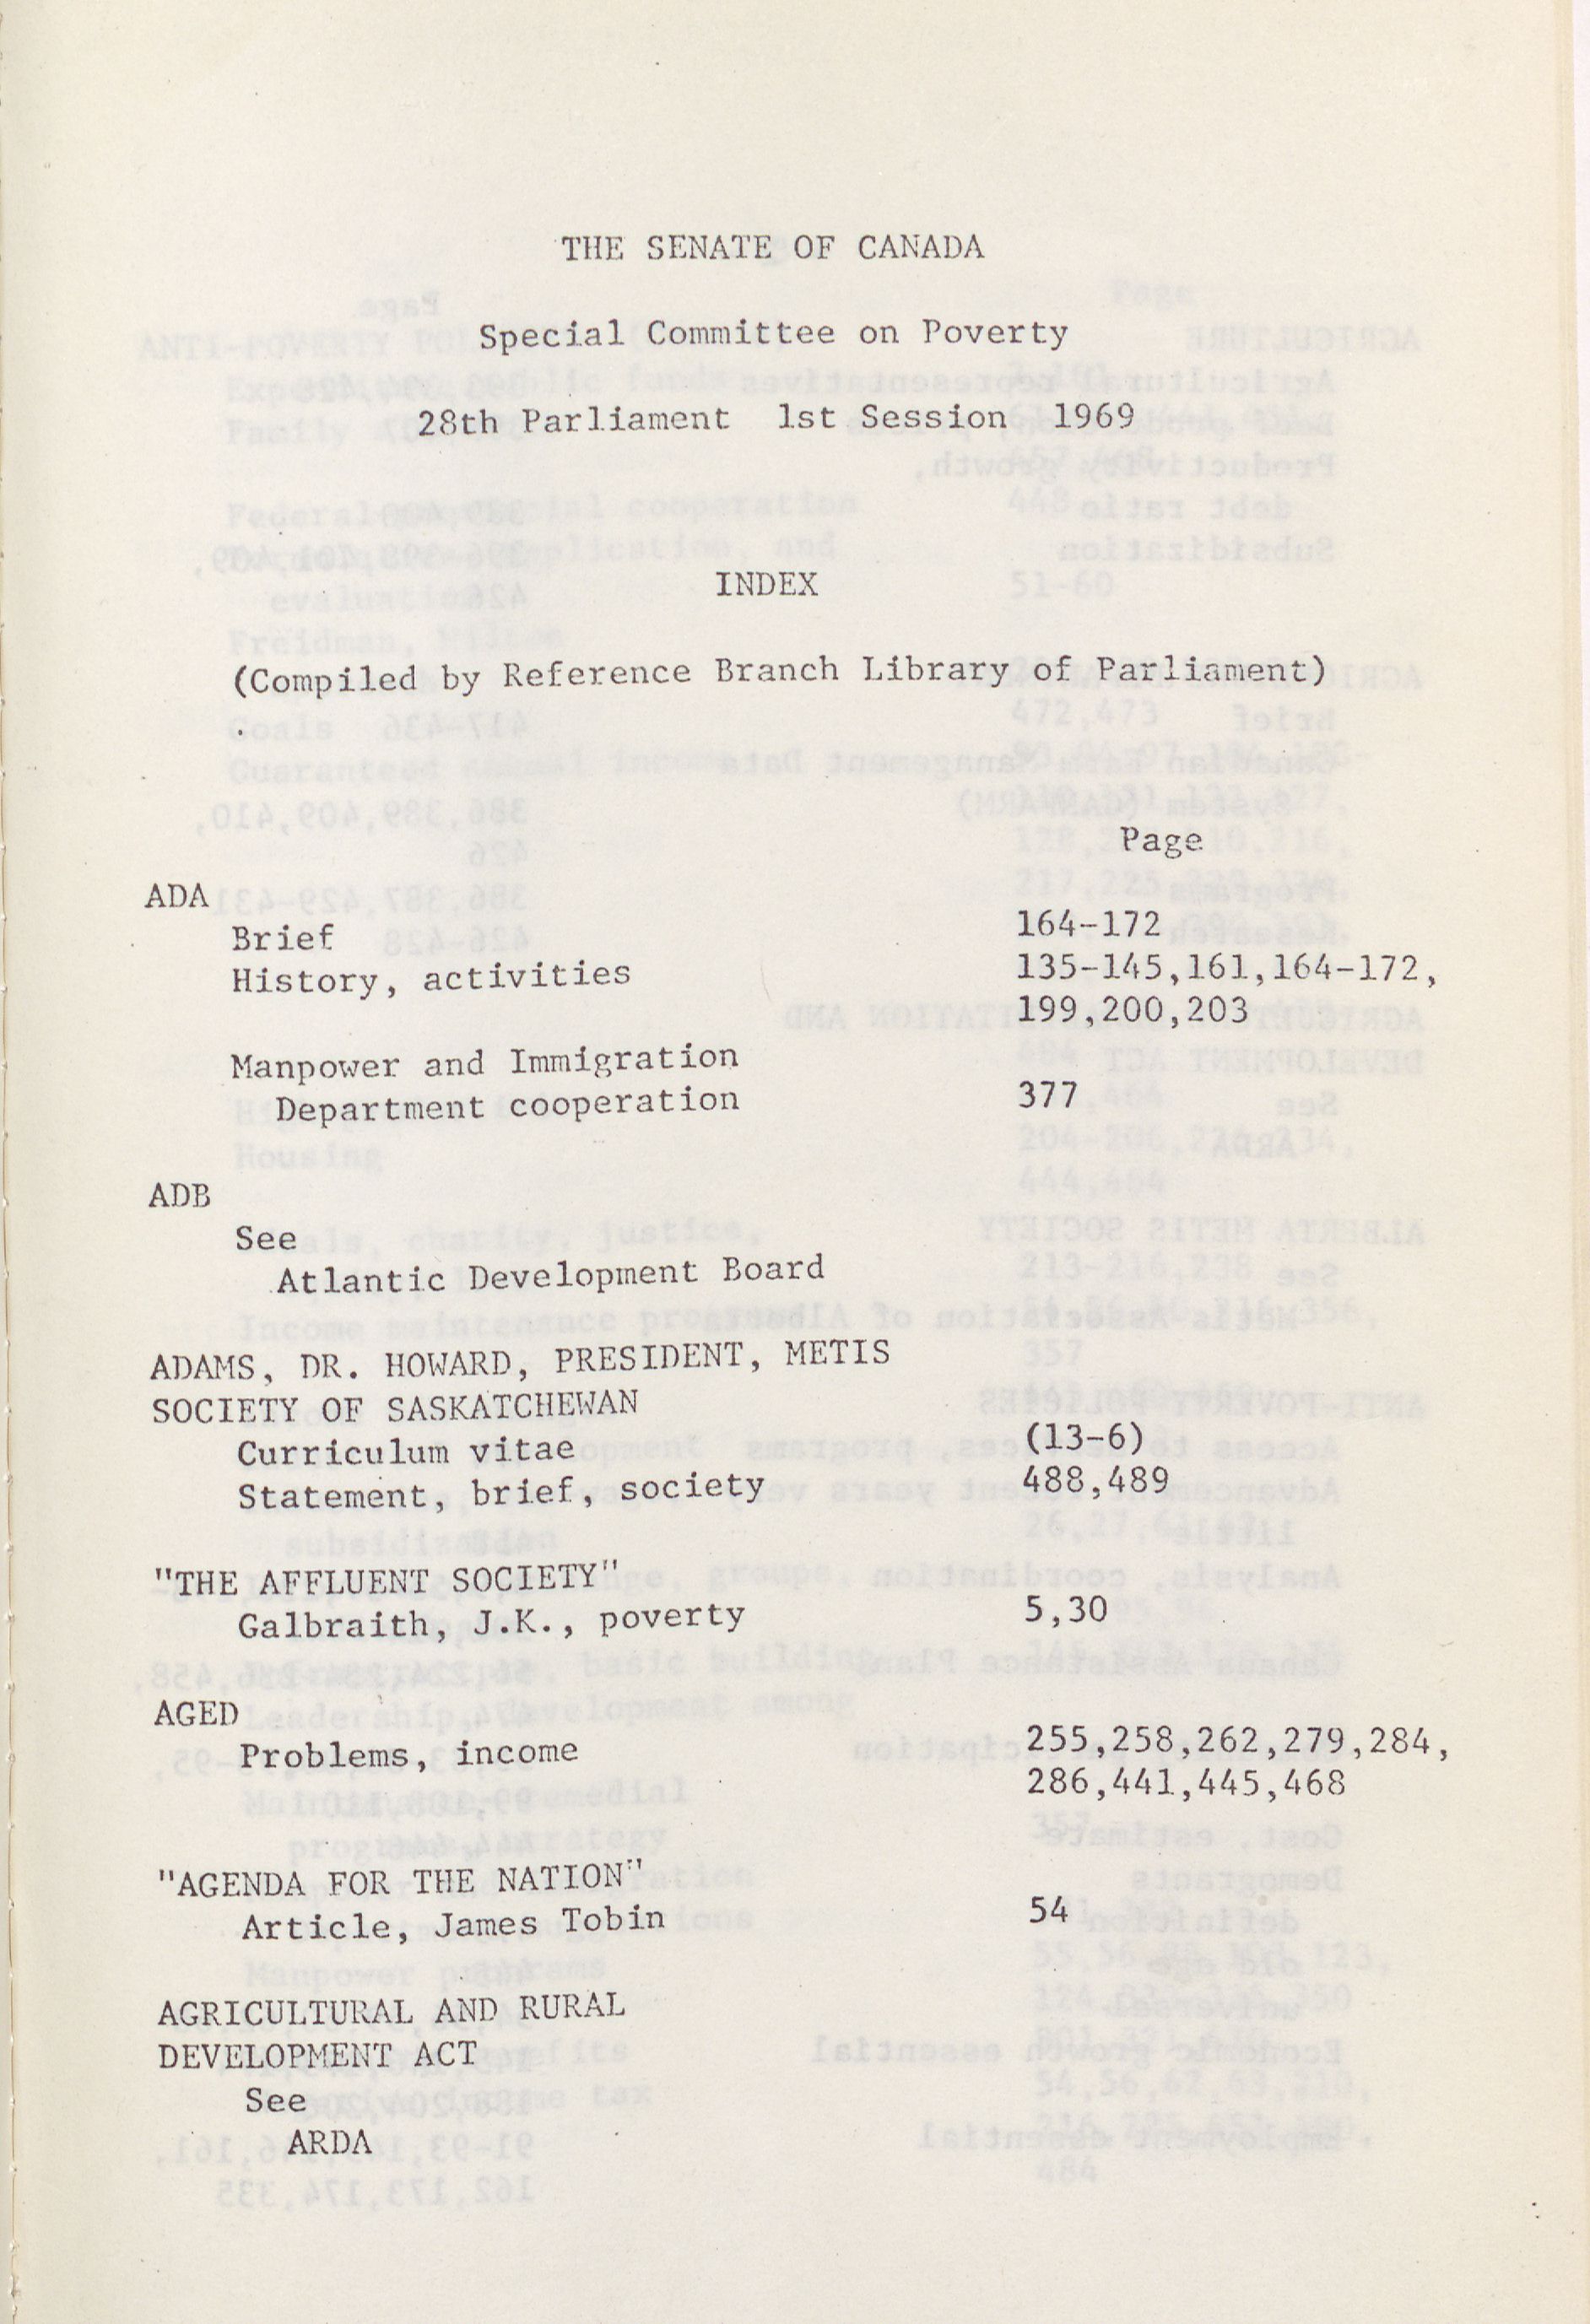 THE SENATE OF CANADA
Special Committee on Poverty
28th Parliament 1st Session 1969
INDEX
(Compiled by Reference Branch Library of Parliament)
Page
ADA
Brief 164-172
History, activities 135-145,161,164-172,
199,200,203
Manpower and Immigration
Department cooperation 377
ADB
See
Atlantic Development Board
ADAMS, DR. HOWARD, PRESIDENT, METIS
SOCIETY OF SASKATCHEWAN
Curriculum vitae (13-6)
Statement, brief, society 488,489
"THE AFFLUENT SOCIETY"
Galbraith, J.K., poverty 5,30
AGED
Problems, income 255,258,262,279,284,
286,441,445,468
"AGENDA FOR THE NATION"
Article, James Tobin 54
AGRICULTURAL AND RURAL
DEVELOPMENT ACT
See
ARDA